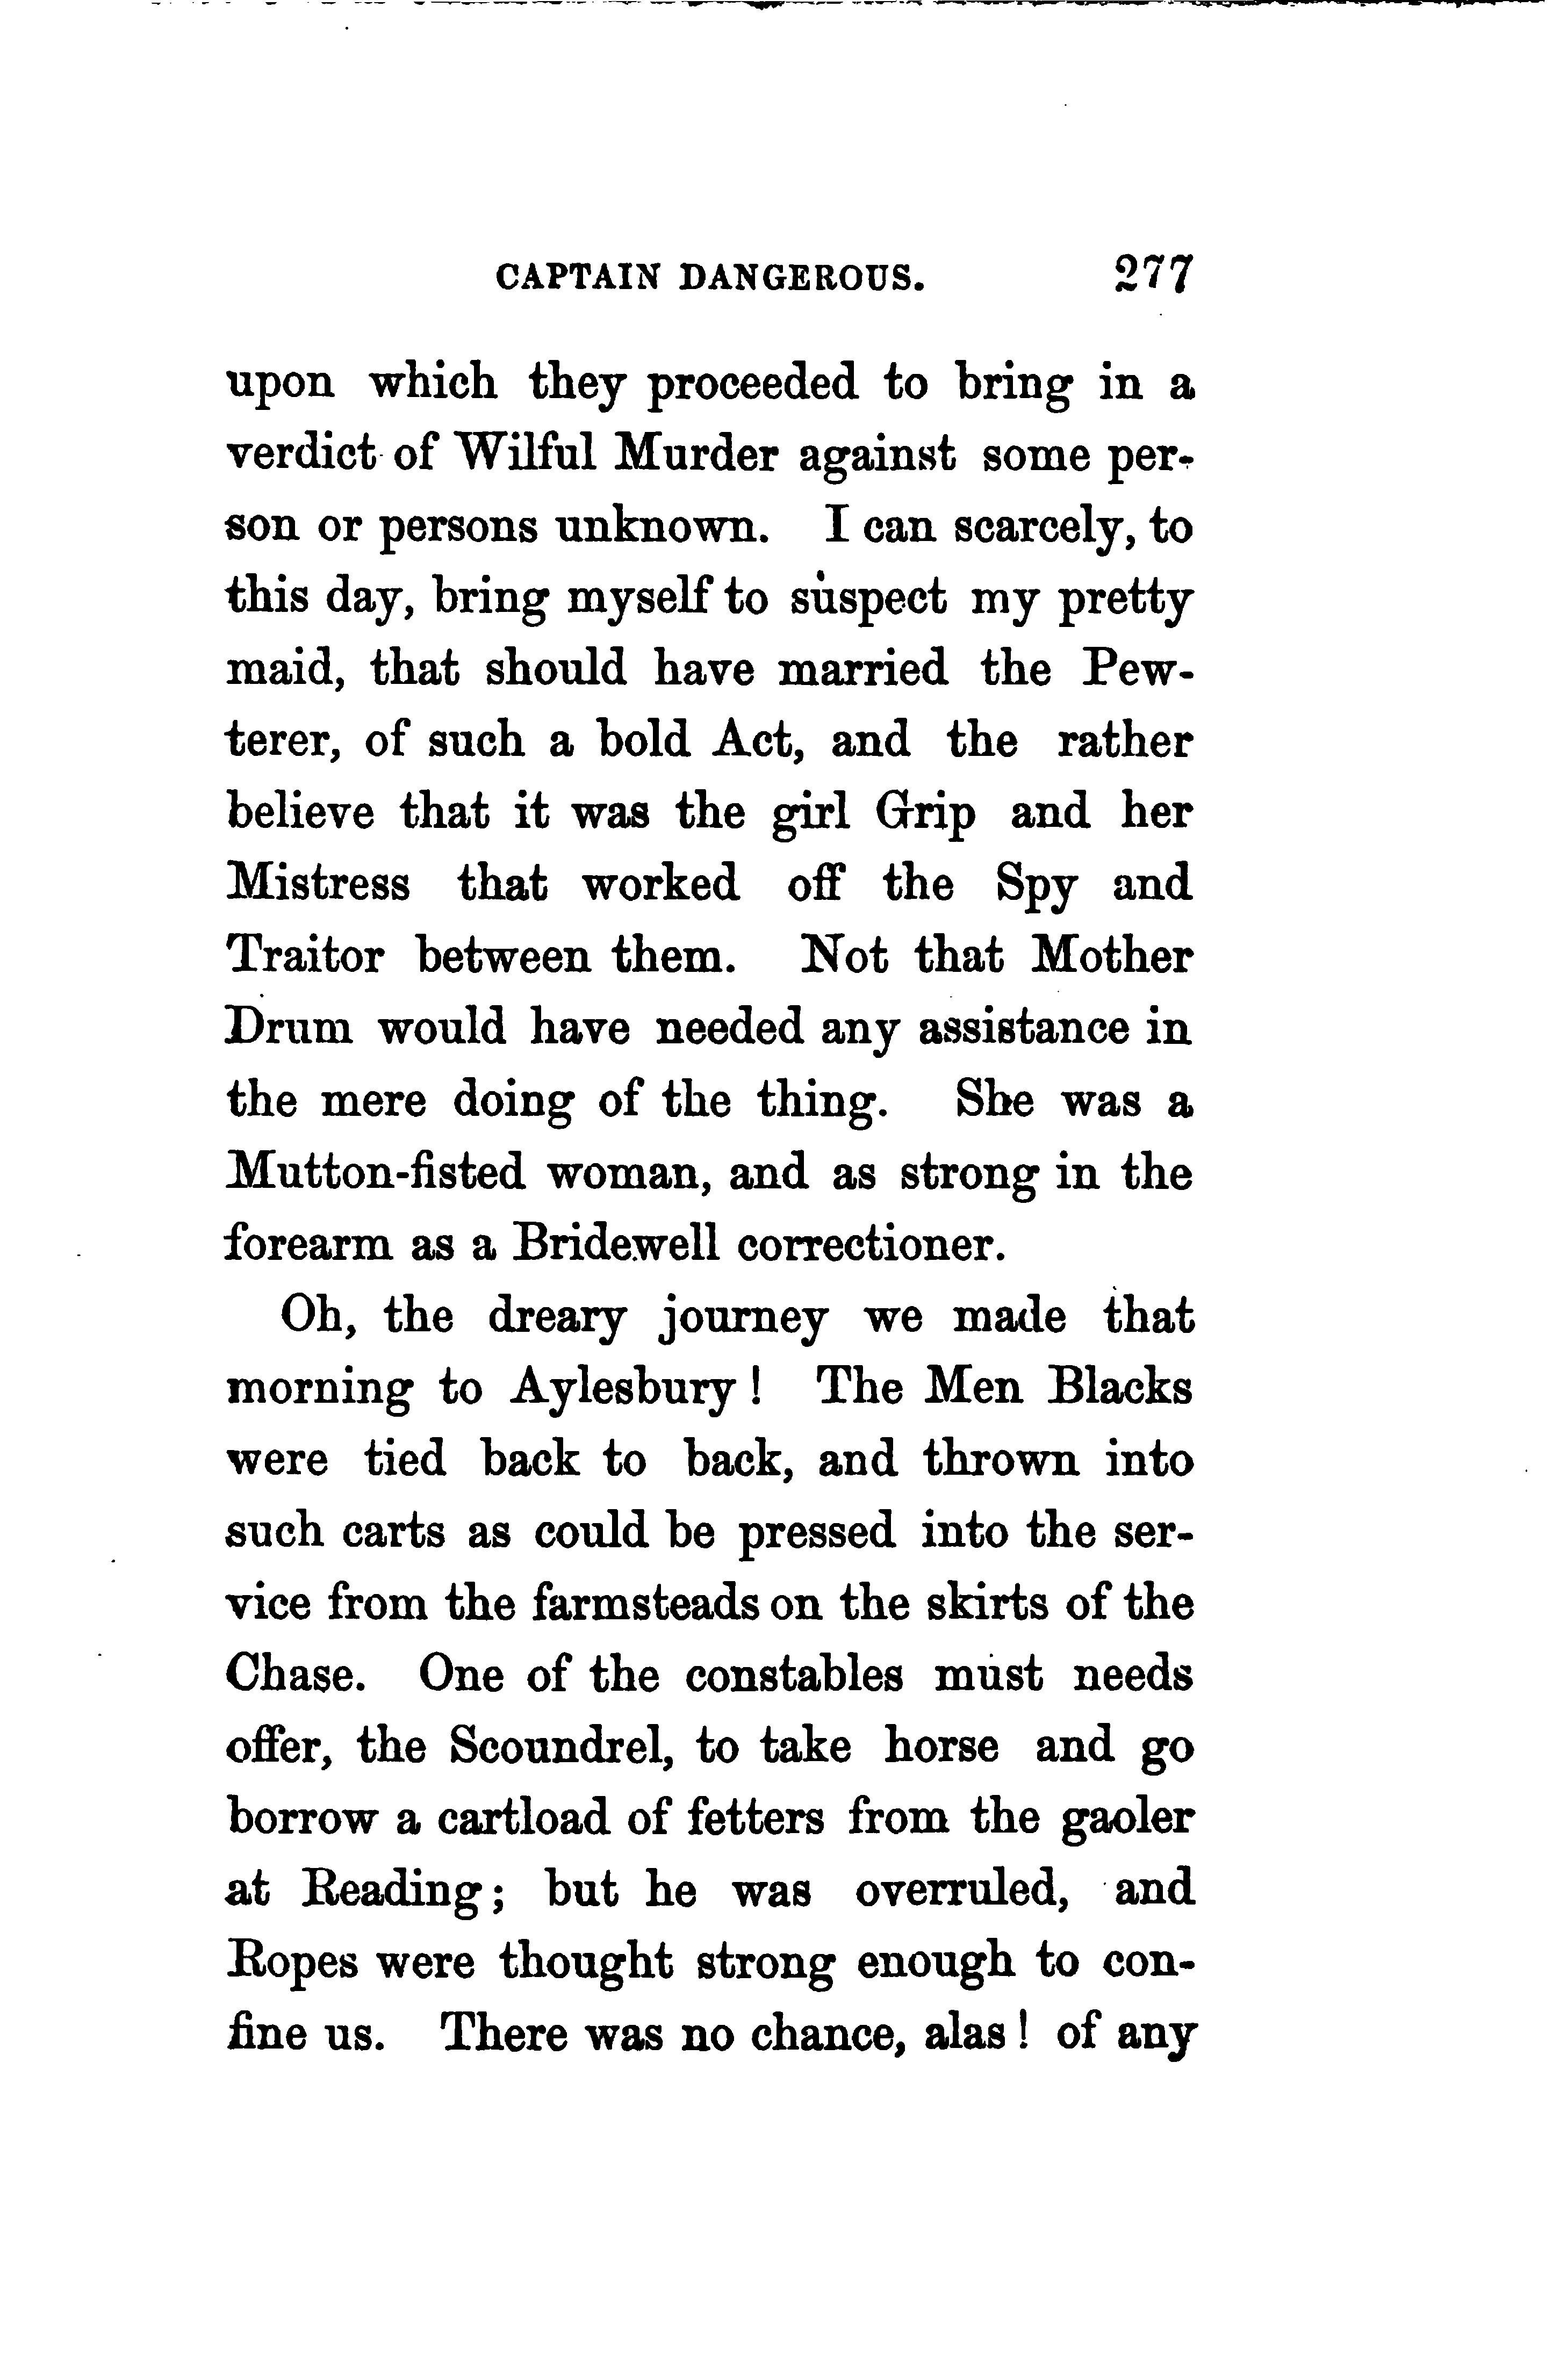 CAPTAIN DANGEROUS. 277
upon which they proceeded to bring in a
verdict of Wilful Murder against some per-
son or persons unknown. I can scarcely, to
this day, bring myself to suspect my pretty
maid, that should have married the Pew-
terer, of such a bold Act, and the rather
believe that it was the girl Grip and her
Mistress that worked off the Spy and
Traitor between them. Not that Mother
Drum would have needed any assistance in
the mere doing of the thing. She was a
Mutton-fisted woman, and as strong in the
forearm as a Bridewell correctioner.
Oh, the dreary journey we made that
morning to Aylesbury! The Men Blacks
were tied back to back, and thrown into
such carts as could be pressed into the ser-
vice from the farmsteads on the skirts of the
Chase. One of the constables must needs
offer, the Scoundrel, to take horse and go
borrow a cartload of fetters from the gaoler
at Reading; but he was overruled, and
Ropes were thought strong enough to con-
fine us. There was no chance, alas! of any